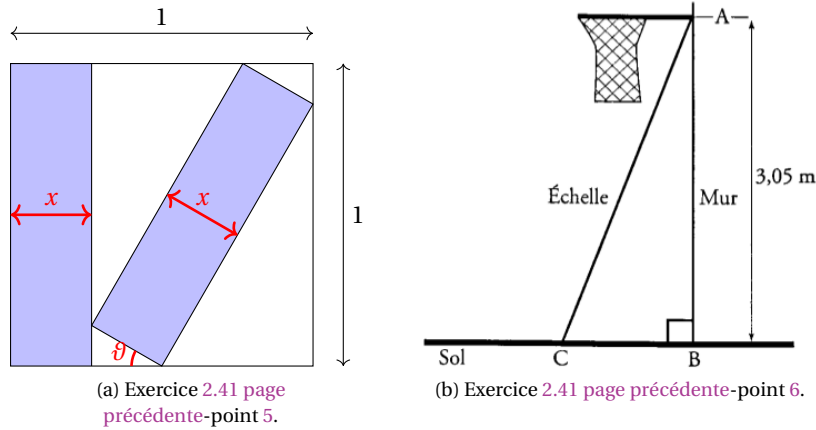 1
x
x
1
ϑ
(a) Exercice 2.41 page
précédente-point 5.
A
3,05 m
Échelle
Mur
Sol
C
B
(b) Exercice 2.41 page précédente-point 6.